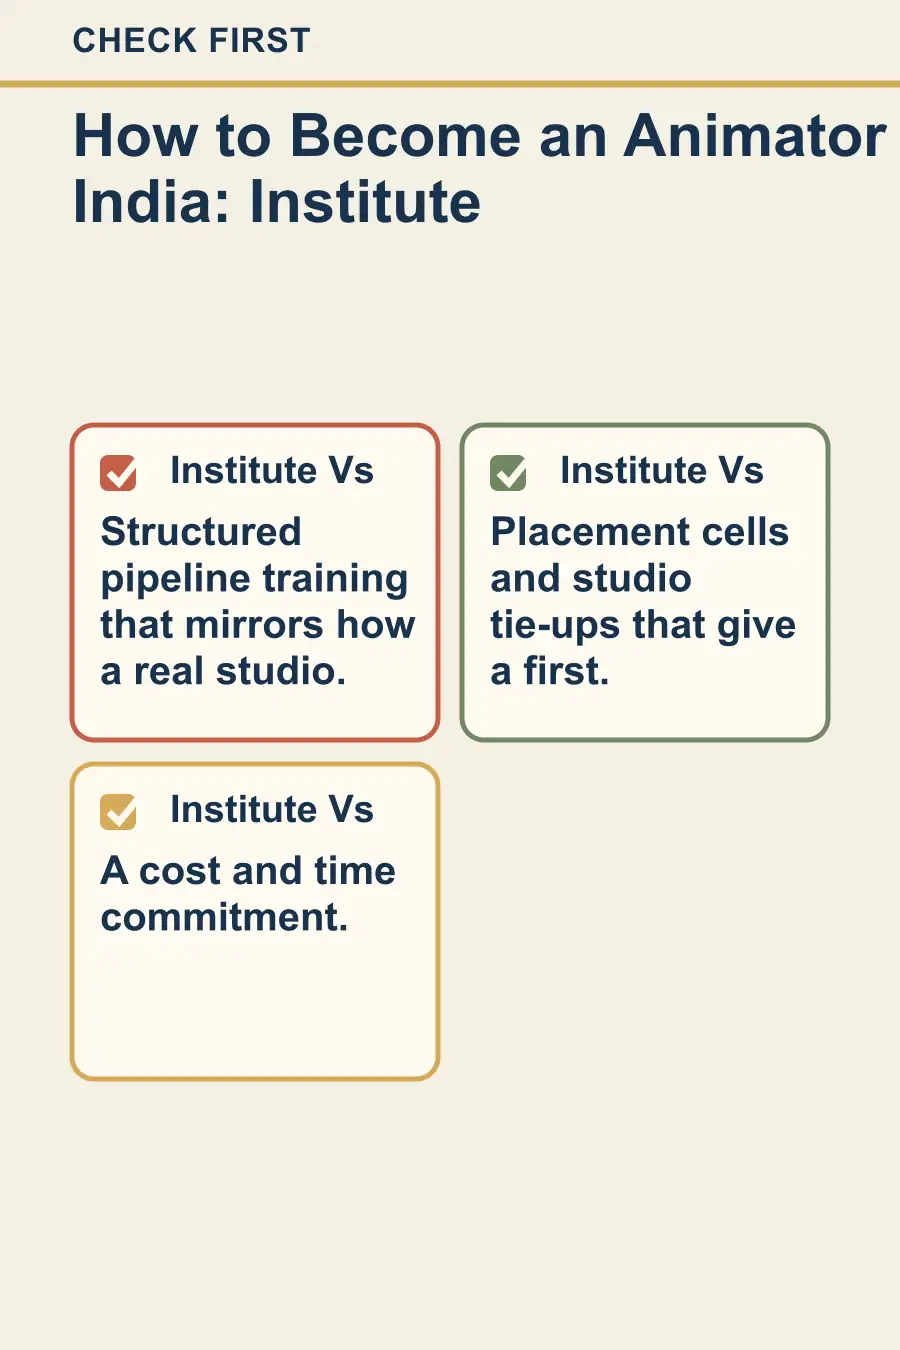 CHECK FIRST
How to Become an Animator
India: Institute
Institute Vs
Structured
pipeline training
that mirrors how
a real studio.
Institute Vs
Placement cells
and studio
tie-ups that give
a first.
Institute Vs
A cost and time
commitment.